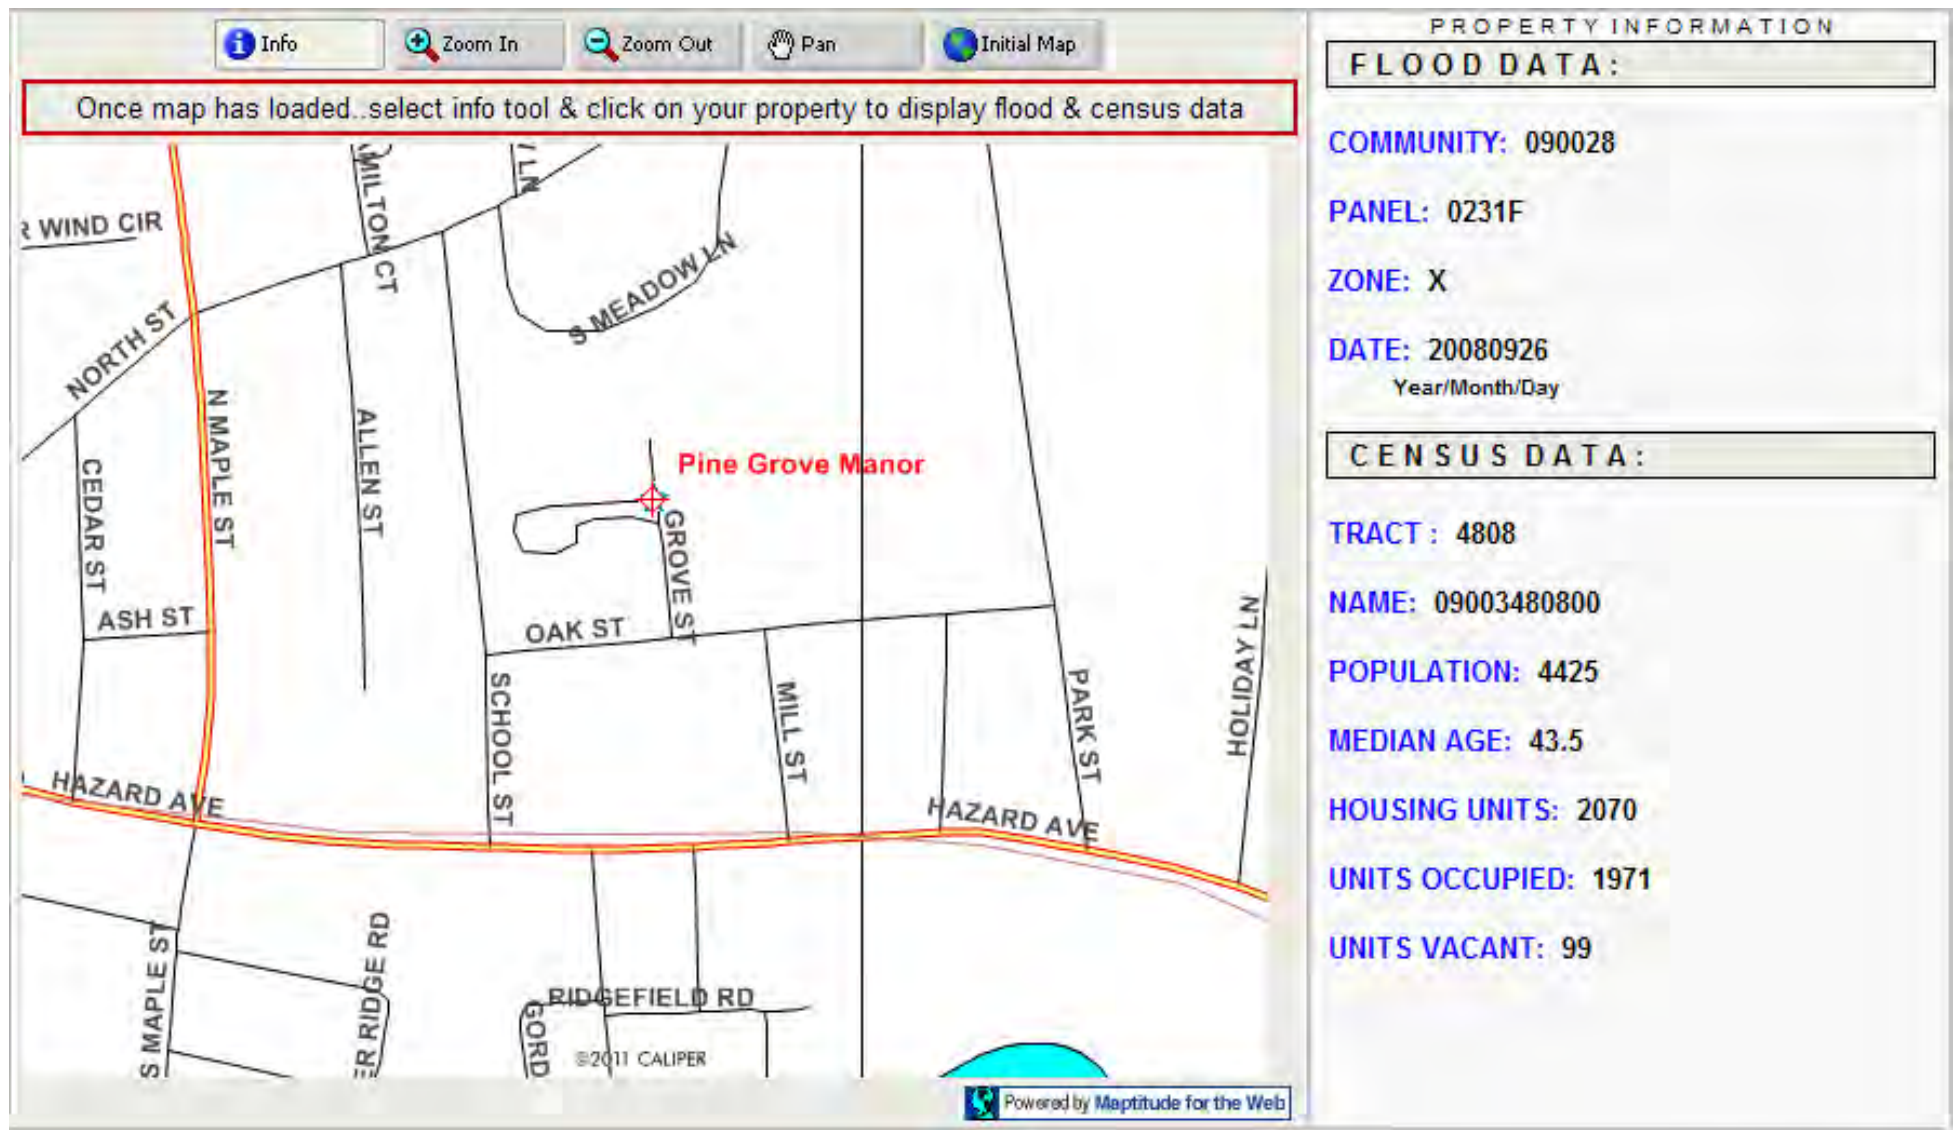 Info
Zoom In
Zoom Out
Pan
Initial Map
Once map has loaded..select info tool & click on your property to display flood & census data
R WIND CIR
MILTON CT
LN
S MEADOW LN
NORTH ST
N MAPLE ST
ALLEN ST
CEDAR ST
ASH ST
Pine Grove Manor
GROVE ST
OAK ST
SCHOOL ST
MILL ST
PARK ST
HOLIDAY LN
HAZARD AVE
HAZARD AVE
S MAPLE ST
ER RIDGE RD
RIDGEFIELD RD
GORD
©2011 CALIPER
Powered by Maptitude for the Web
PROPERTY INFORMATION
FLOOD DATA:
COMMUNITY: 090028
PANEL: 0231F
ZONE: X
DATE: 20080926
Year/Month/Day
CENSUS DATA:
TRACT : 4808
NAME: 09003480800
POPULATION: 4425
MEDIAN AGE: 43.5
HOUSING UNITS: 2070
UNITS OCCUPIED: 1971
UNITS VACANT: 99